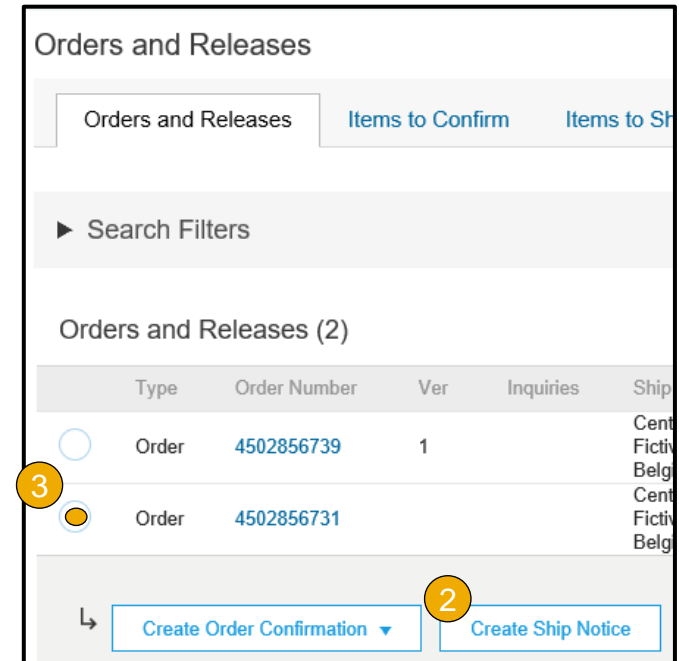 Orders and Releases
Orders and Releases Items to Confirm Items to Sh
▶ Search Filters
Orders and Releases (2)
Type Order Number Ver Inquiries Ship
Order 4502856739 1 Cent
Fictiv
Belgi
3
Order 4502856731 Cent
Fictiv
Belgi
2
↳ Create Order Confirmation ▼ Create Ship Notice